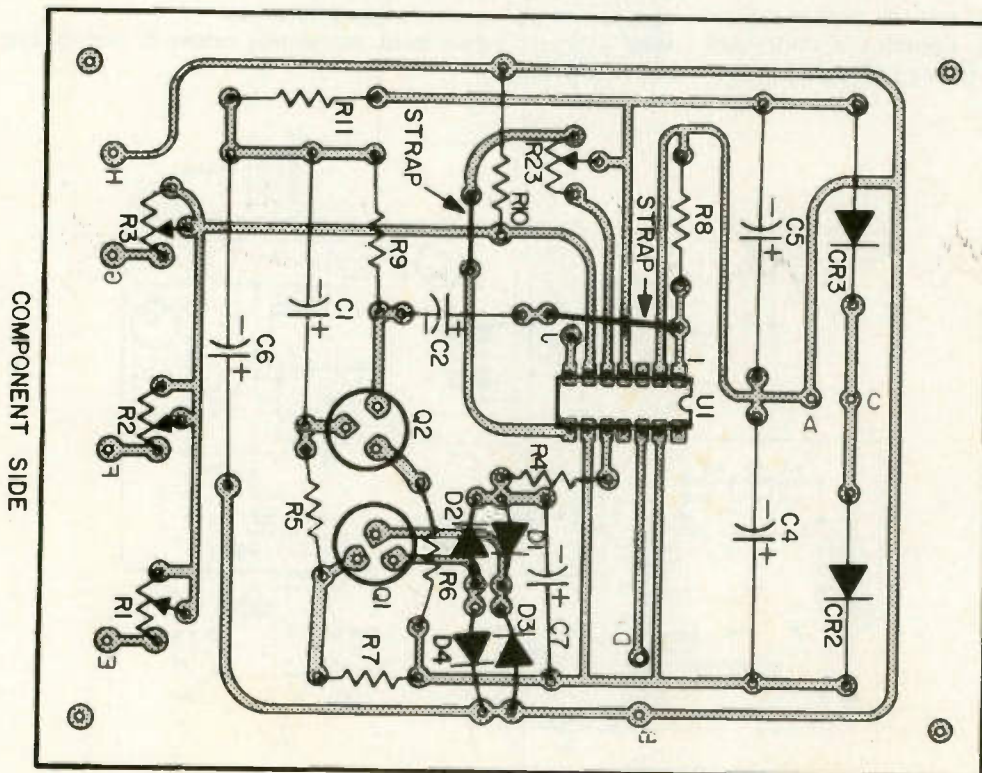 R11
STRAP
R23
R10
STRAP
R8
C5
−
+
CR3
H
R3
G
R9
C1
−
+
C2
+
C6
−
+
J
I
U1
A
C
COMPONENT SIDE
R2
F
Q2
R4
R5
D2
D1
C7
−
+
C4
−
+
CR2
R1
E
Q1
R6
R7
D4
D3
D
B